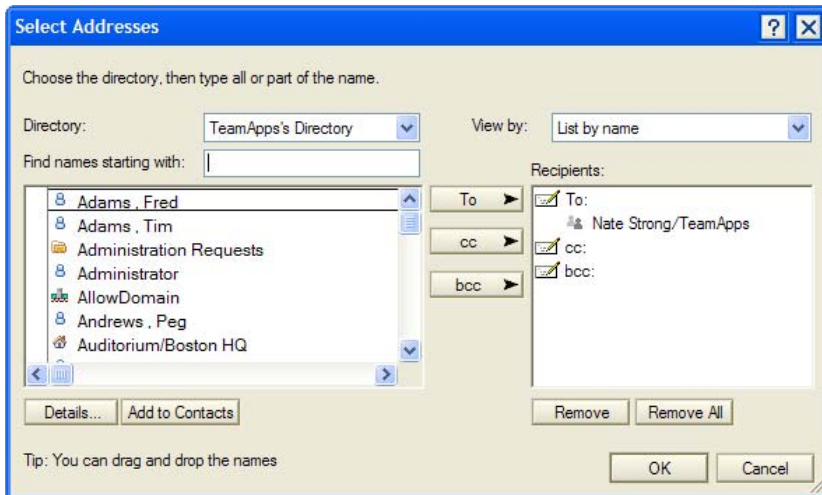 Select Addresses
Choose the directory, then type all or part of the name.
Directory: TeamApps's Directory View by: List by name
Find names starting with:
Recipients:
Adams , Fred
Adams , Tim
Administration Requests
Administrator
AllowDomain
Andrews , Peg
Auditorium/Boston HQ
To
cc
bcc
To:
Nate Strong/TeamApps
cc:
bcc:
Details... Add to Contacts Remove Remove All
Tip: You can drag and drop the names
OK Cancel